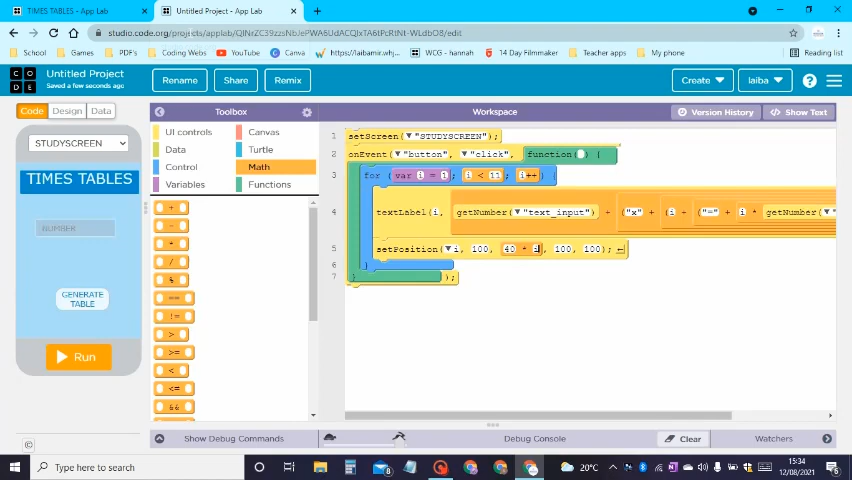 TIMES TABLES - App Lab
Untitled Project - App Lab
studio.code.org/projects/applab/
School
Games
PDF's
Coding Webs
YouTube
Canva
https://laibamir.whj...
WCG - hannah
14 Day Filmmaker
Teacher apps
My phone
Reading list
CODE
Untitled Project
Saved a few seconds ago
Rename
Share
Remix
Create
laiba
Code
Design
Data
Toolbox
Workspace
Version History
Show Text
STUDYSCREEN
TIMES TABLES
NUMBER
GENERATE
TABLE
Run
UI controls
Canvas
Data
Turtle
Control
Math
Variables
Functions
+
-
*
/
%
==
!=
>
>=
<
<=
&&
1 setScreen("STUDYSCREEN");
2 onEvent("button", "click", function() {
3 for (var i = 1; i < 11; i++) {
4 textLabel(i, getNumber("text_input") + ("x" + (i + ("=" + i * getNumber("
5 setPosition(i, 100, 40 * i, 100, 100);
6 }
7 } );
Show Debug Commands
Debug Console
Clear
Watchers
Type here to search
20°C
15:34
12/08/2021